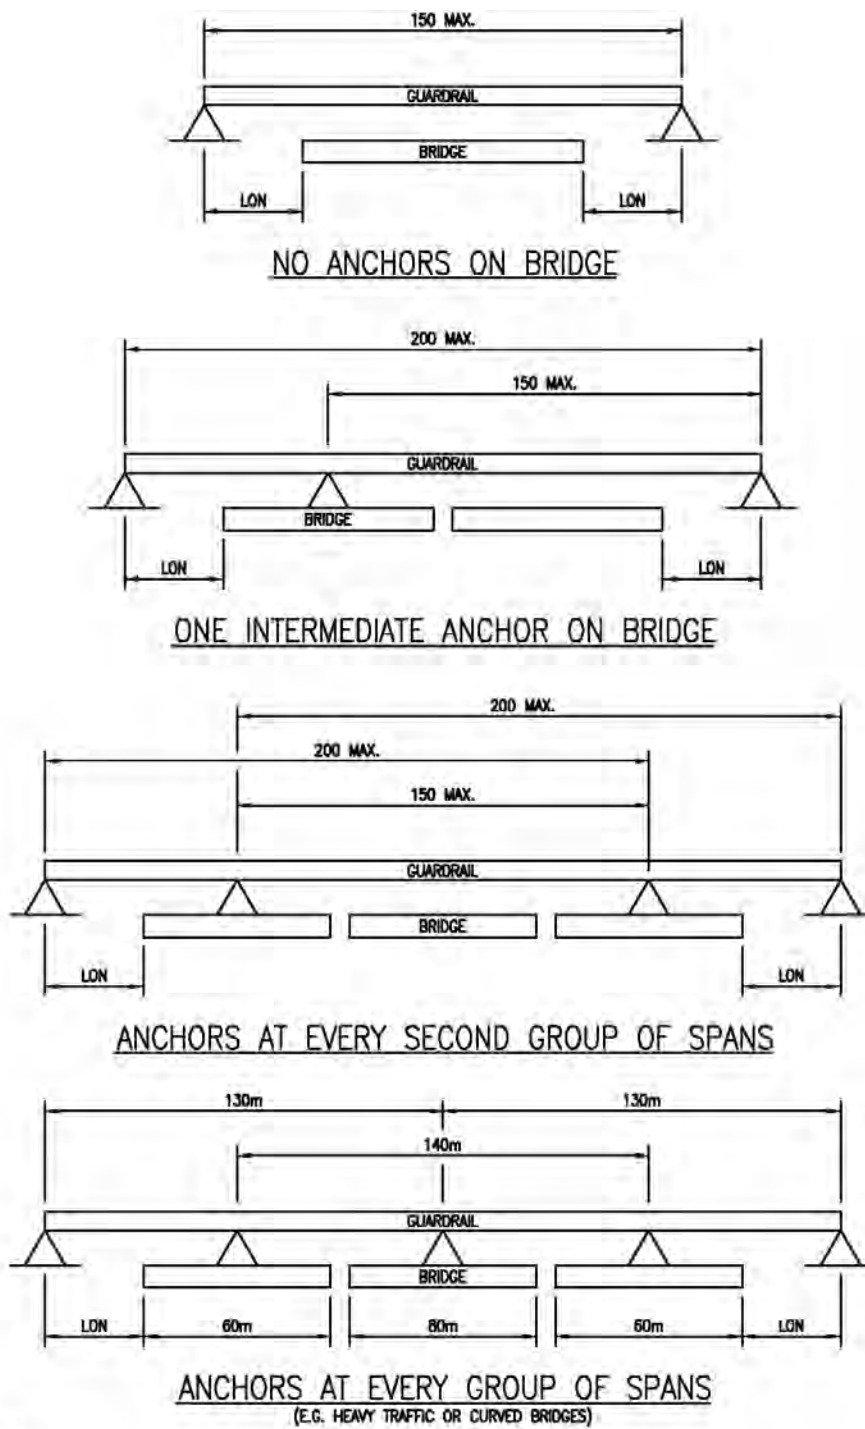 150 MAX.
GUARDRAIL
BRIDGE
LON LON
NO ANCHORS ON BRIDGE
200 MAX.
150 MAX.
GUARDRAIL
BRIDGE
LON LON
ONE INTERMEDIATE ANCHOR ON BRIDGE
200 MAX.
200 MAX.
150 MAX.
GUARDRAIL
BRIDGE
LON LON
ANCHORS AT EVERY SECOND GROUP OF SPANS
130m 130m
140m
GUARDRAIL
BRIDGE
LON 60m 60m 60m LON
ANCHORS AT EVERY GROUP OF SPANS
(E.G. HEAVY TRAFFIC OR CURVED BRIDGES)